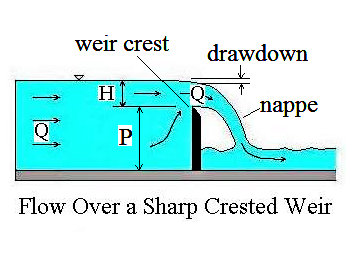 weir crest
drawdown
H
Q
nappe
Q
P
Flow Over a Sharp Crested Weir